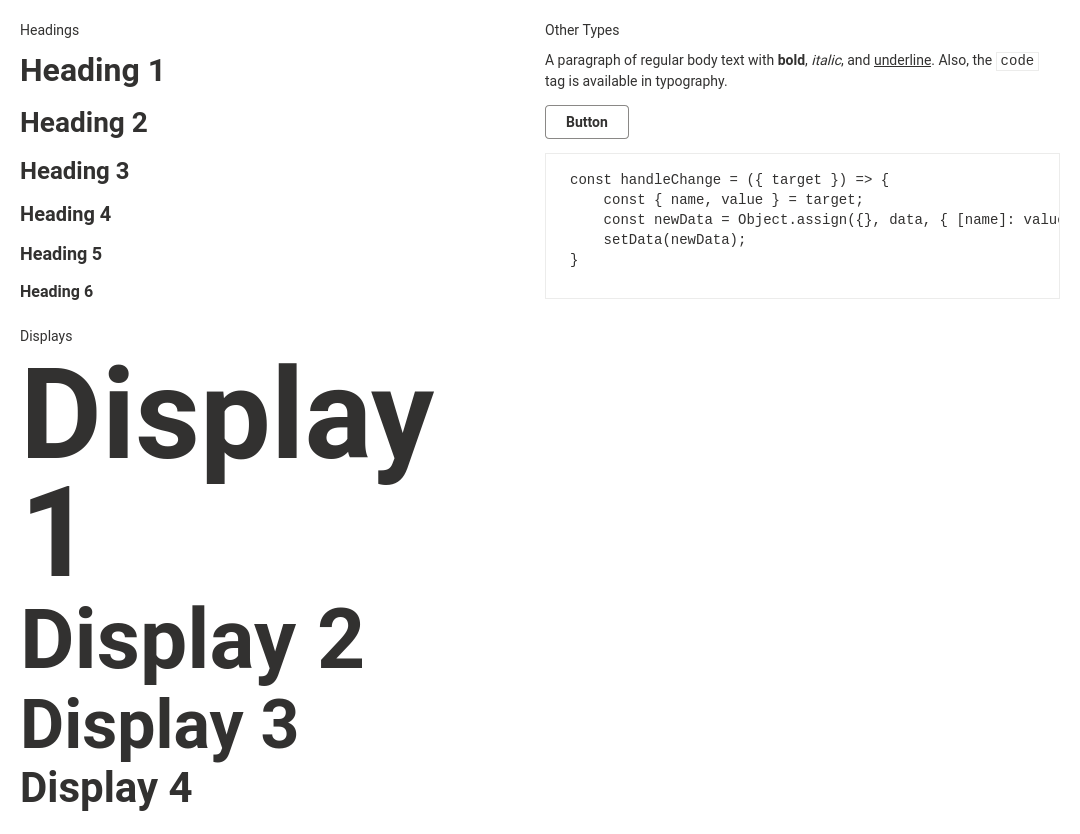 Headings
Heading 1
Heading 2
Heading 3
Heading 4
Heading 5
Heading 6
Displays
Display
1
Display 2
Display 3
Display 4
Other Types
A paragraph of regular body text with bold, italic, and underline. Also, the code
tag is available in typography.
Button
const handleChange = ({ target }) => {
    const { name, value } = target;
    const newData = Object.assign({}, data, { [name]:
    setData(newData);
}